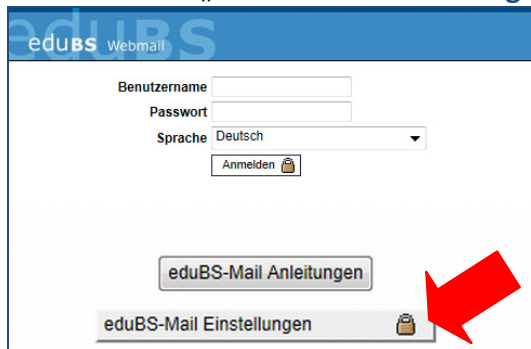 eduBS Webmail
Benutzername
Passwort
Sprache Deutsch
Anmelden
eduBS-Mail Anleitungen
eduBS-Mail Einstellungen